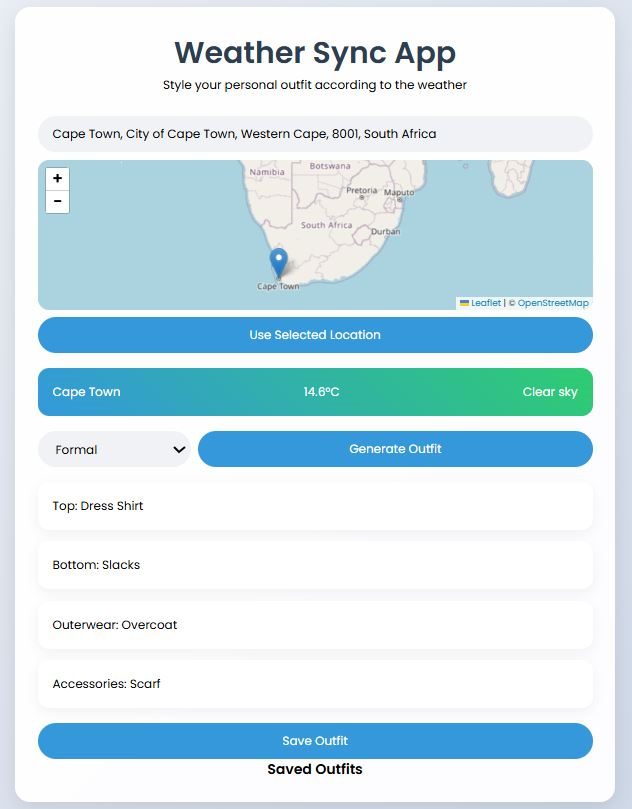 Weather Sync App
Style your personal outfit according to the weather
Cape Town, City of Cape Town, Western Cape, 8001, South Africa
+
−
Botswana
Namibia
Pretoria
Maputo
South Africa
Durban
Cape Town
Leaflet | © OpenStreetMap
Use Selected Location
Cape Town 14.6°C Clear sky
Formal Generate Outfit
Top: Dress Shirt
Bottom: Slacks
Outerwear: Overcoat
Accessories: Scarf
Save Outfit
Saved Outfits